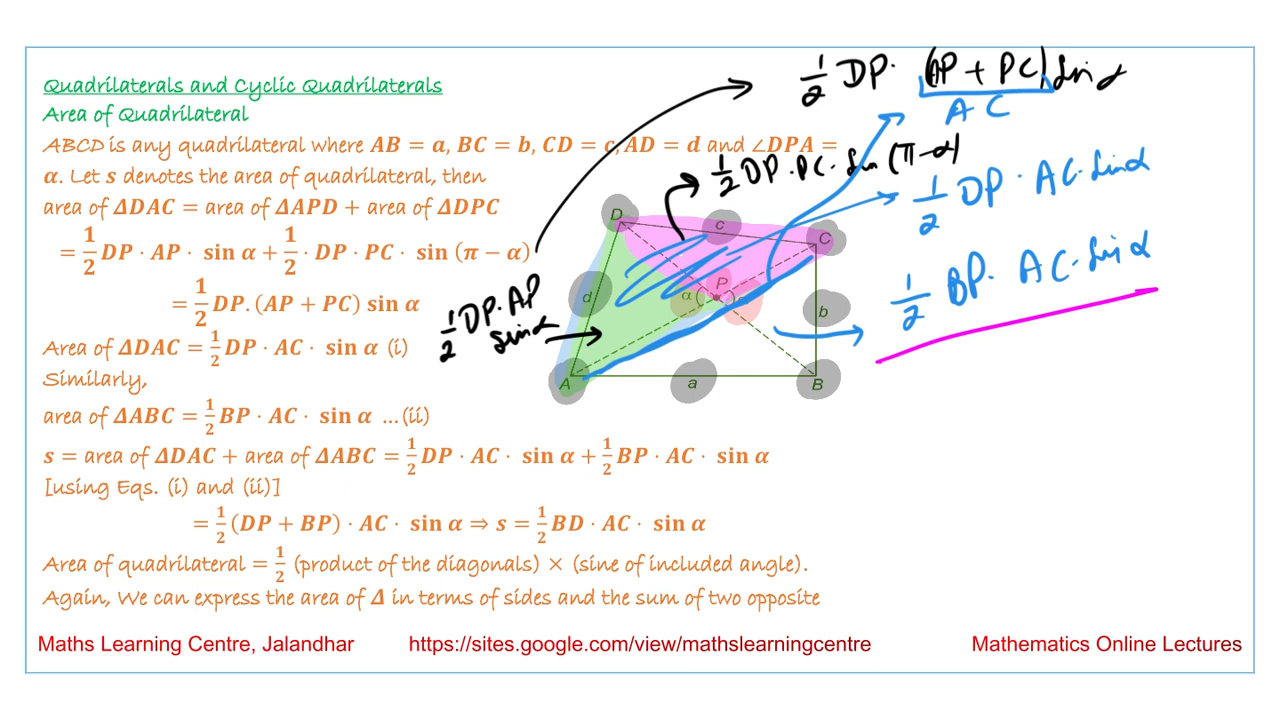 Quadrilaterals and Cyclic Quadrilaterals
Area of Quadrilateral
ABCD is any quadrilateral where AB = a, BC = b, CD = c, AD = d and ∠DPA =
α. Let s denotes the area of quadrilateral, then
area of ΔDAC = area of ΔAPD + area of ΔDPC
= 1/2 DP · AP · sin α + 1/2 · DP · PC · sin (π − α)
= 1/2 DP. (AP + PC) sin α
Area of ΔDAC = 1/2 DP · AC · sin α (i)
Similarly,
area of ΔABC = 1/2 BP · AC · sin α ...(ii)
s = area of ΔDAC + area of ΔABC = 1/2 DP · AC · sin α + 1/2 BP · AC · sin α
[using Eqs. (i) and (ii)]
= 1/2 (DP + BP) · AC · sin α ⇒ s = 1/2 BD · AC · sin α
Area of quadrilateral = 1/2 (product of the diagonals) × (sine of included angle).
Again, We can express the area of Δ in terms of sides and the sum of two opposite
1/2 DP · (AP + PC) sin α
AC
1/2 DP · PC · sin (π − α)
1/2 DP · AC · sin α
1/2 BP · AC · sin α
1/2 DP · AP
sin α
D
c
C
d
α
P
b
A
a
B
Maths Learning Centre, Jalandhar https://sites.google.com/view/mathslearningcentre Mathematics Online Lectures